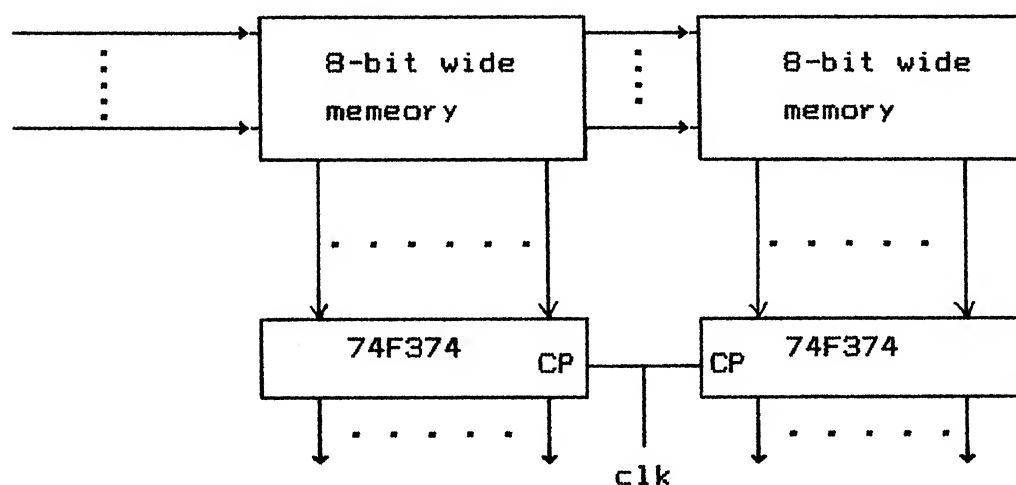 8-bit wide
memeory
8-bit wide
memory
74F374
CP
CP
74F374
clk